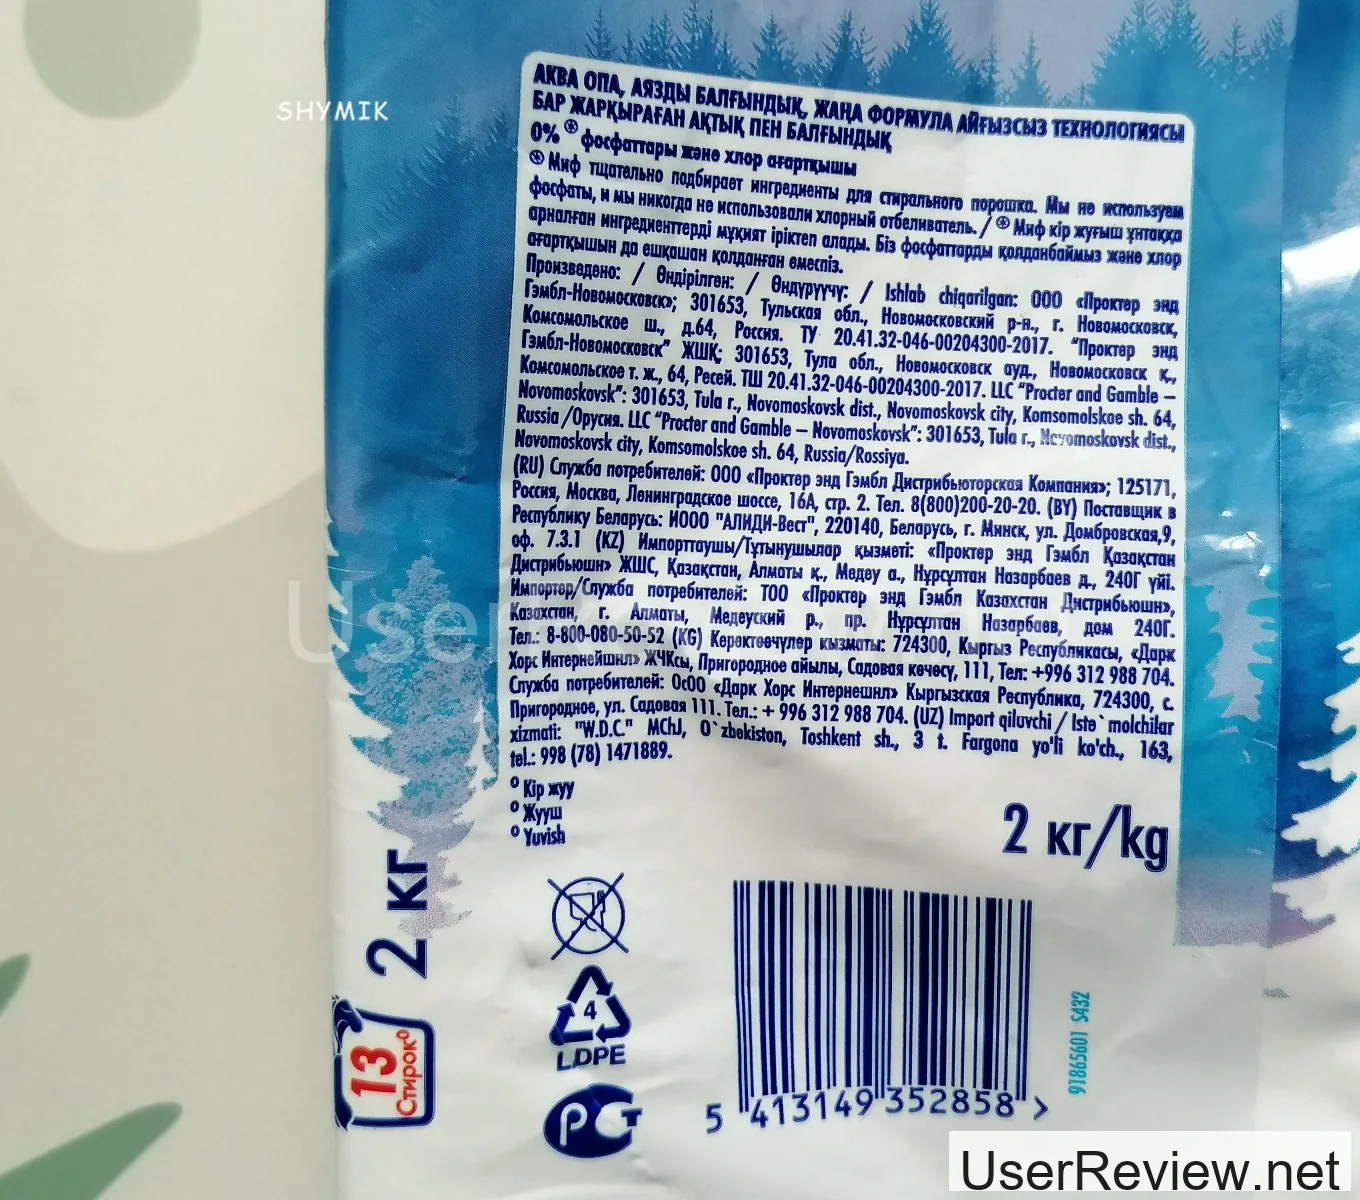 SHYMIK
АКВА ОПА, АЯЗДЫ БАЛҒЫНДЫҚ, ЖАҢА ФОРМУЛА АЙҒЫЗСЫЗ ТЕХНОЛОГИЯСЫ
БАР ЖАРҚЫРАҒАН АҚТЫҚ ПЕН БАЛҒЫНДЫҚ
0% ⊛ фосфаттары және хлор ағартқышы
⊛ Миф тщательно подбирает ингредиенты для стирального порошка. Мы не используем
фосфаты, и мы никогда не использовали хлорный отбеливатель. / ⊛ Миф кір жуғыш ұнтаққа
арналған ингредиенттерді мұқият іріктеп алады. Біз фосфаттарды қолданбаймыз және хлор
ағартқышын да ешқашан қолданған емеспіз.
Произведено: / Өндірілген: / Өндүрүүчү: / Ishlab chiqarilgan: ООО «Проктер энд
Гэмбл-Новомосковск»; 301653, Тульская обл., Новомосковский р-н., г. Новомосковск,
Комсомольское ш., д.64, Россия. ТУ 20.41.32-046-00204300-2017. "Проктер энд
Гэмбл-Новомосковск" ЖШҚ; 301653, Тула обл., Новомосковск ауд., Новомосковск қ.,
Комсомольское т. ж., 64, Ресей. ТШ 20.41.32-046-00204300-2017. LLC "Procter and Gamble –
Novomoskovsk": 301653, Tula r., Novomoskovsk dist., Novomoskovsk city, Komsomolskoe sh. 64,
Russia /Орусия. LLC "Procter and Gamble – Novomoskovsk": 301653, Tula r., Novomoskovsk dist.,
Novomoskovsk city, Komsomolskoe sh. 64, Russia/Rossiya.
(RU) Служба потребителей: ООО «Проктер энд Гэмбл Дистрибьюторская Компания»; 125171,
Россия, Москва, Ленинградское шоссе, 16А, стр. 2. Тел. 8(800)200-20-20. (BY) Поставщик в
Республику Беларусь: ИООО "АЛИДИ-Вест", 220140, Беларусь, г. Минск, ул. Домбровская,9,
оф. 7.3.1 (KZ) Импорттаушы/Тұтынушылар қызметі: «Проктер энд Гэмбл Қазақстан
Дистрибьюшн» ЖШС, Қазақстан, Алматы қ., Медеу а., Нұрсұлтан Назарбаев д., 240Г үйі.
Импортер/Служба потребителей: ТОО «Проктер энд Гэмбл Казахстан Дистрибьюшн»,
Казахстан, г. Алматы, Медеуский р., пр. Нұрсұлтан Назарбаев, дом 240Г.
Тел.: 8-800-080-50-52 (KG) Керектөөчүлөр кызматы: 724300, Кыргыз Республикасы, «Дарк
Хорс Интернейшнл» ЖЧКсы, Пригородное айылы, Садовая көчөсү, 111, Тел: +996 312 988 704.
Служба потребителей: ОсОО «Дарк Хорс Интернешнл» Кыргызская Республика, 724300, с.
Пригородное, ул. Садовая 111. Тел.: + 996 312 988 704. (UZ) Import qiluvchi / Iste`molchilar
xizmati: "W.D.C." MChJ, O`zbekiston, Toshkent sh., 3 t. Fargona yo'li ko'ch., 163,
tel.: 998 (78) 1471889.
° Кір жуу
° Жууш
° Yuvish
2 кг/kg
2 кг
13
Стирок°
4
LDPE
РСТ
5 413149 352858 >
91865601 S432
UserReview.net
UserReview.net